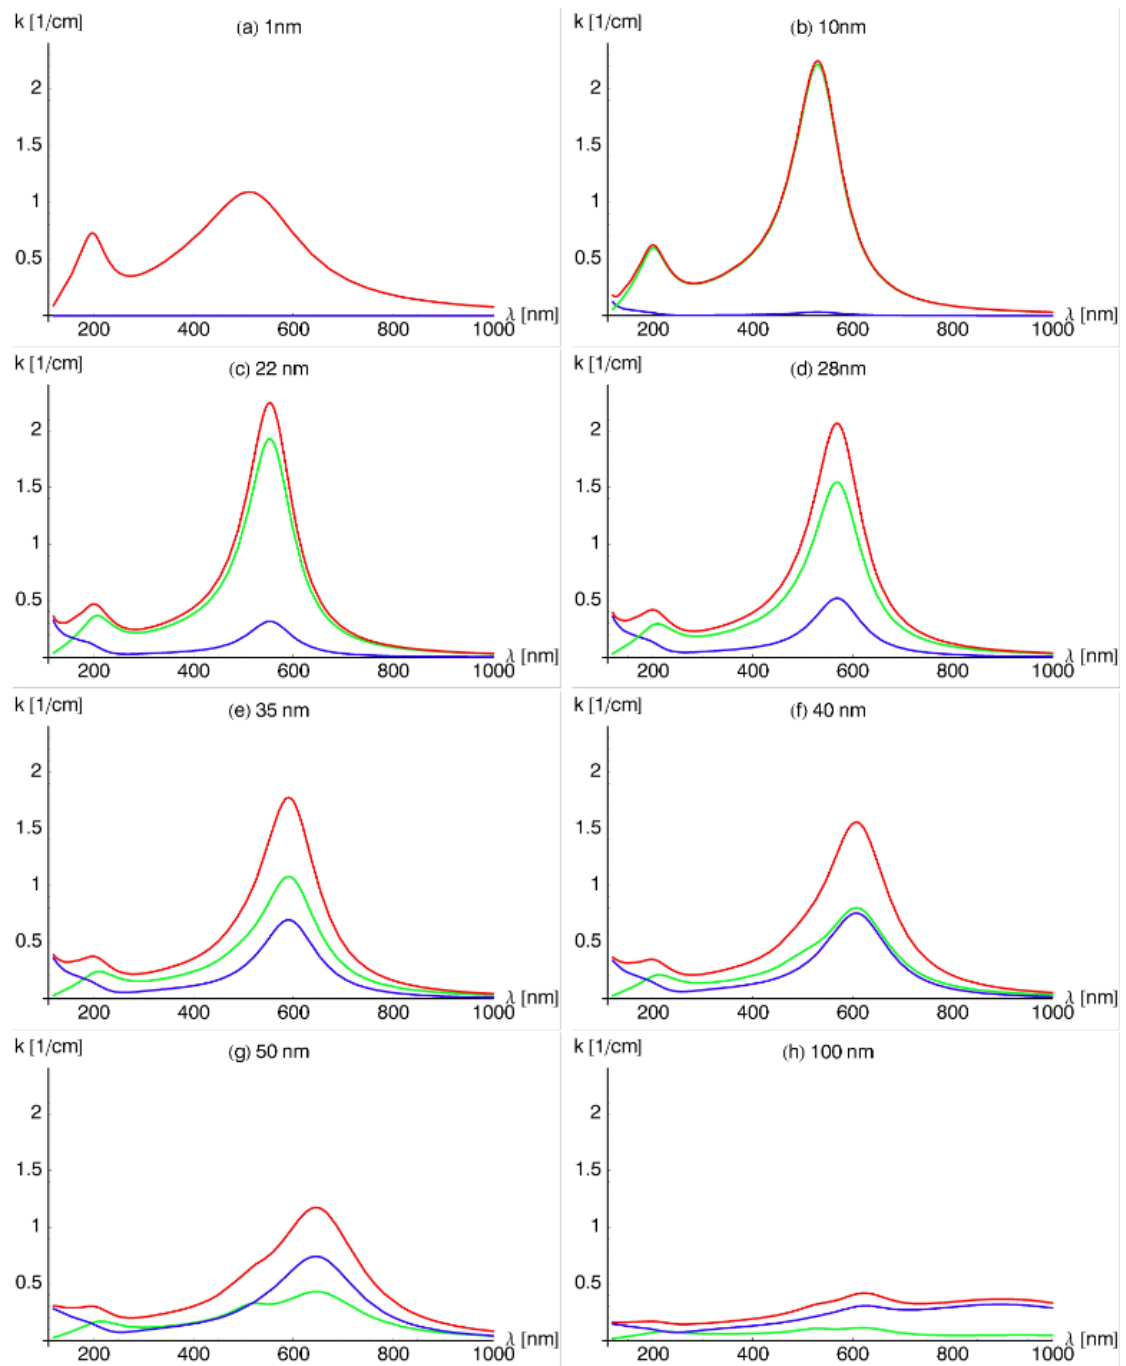 k [1/cm]
(a) 1nm
2
1.5
1
0.5
200 400 600 800 1000 λ [nm]
k [1/cm]
(b) 10nm
2
1.5
1
0.5
200 400 600 800 1000 λ [nm]
k [1/cm]
(c) 22 nm
2
1.5
1
0.5
200 400 600 800 1000 λ [nm]
k [1/cm]
(d) 28nm
2
1.5
1
0.5
200 400 600 800 1000 λ [nm]
k [1/cm]
(e) 35 nm
2
1.5
1
0.5
200 400 600 800 1000 λ [nm]
k [1/cm]
(f) 40 nm
2
1.5
1
0.5
200 400 600 800 1000 λ [nm]
k [1/cm]
(g) 50 nm
2
1.5
1
0.5
200 400 600 800 1000 λ [nm]
k [1/cm]
(h) 100 nm
2
1.5
1
0.5
200 400 600 800 1000 λ [nm]